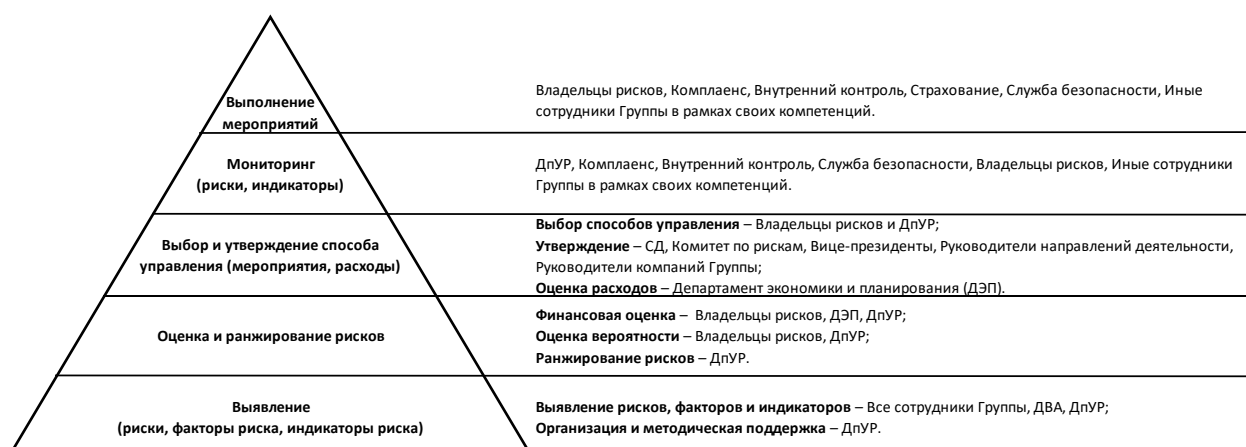 Выполнение
мероприятий
Владельцы рисков, Комплаенс, Внутренний контроль, Страхование, Служба безопасности, Иные
сотрудники Группы в рамках своих компетенций.
Мониторинг
(риски, индикаторы)
ДпУР, Комплаенс, Внутренний контроль, Служба безопасности, Владельцы рисков, Иные сотрудники
Группы в рамках своих компетенций.
Выбор и утверждение способа
управления (мероприятия, расходы)
Выбор способов управления – Владельцы рисков и ДпУР;
Утверждение – СД, Комитет по рискам, Вице-президенты, Руководители направлений деятельности,
Руководители компаний Группы;
Оценка расходов – Департамент экономики и планирования (ДЭП).
Оценка и ранжирование рисков
Финансовая оценка – Владельцы рисков, ДЭП, ДпУР;
Оценка вероятности – Владельцы рисков, ДпУР;
Ранжирование рисков – ДпУР.
Выявление
(риски, факторы риска, индикаторы риска)
Выявление рисков, факторов и индикаторов – Все сотрудники Группы, ДВА, ДпУР;
Организация и методическая поддержка – ДпУР.